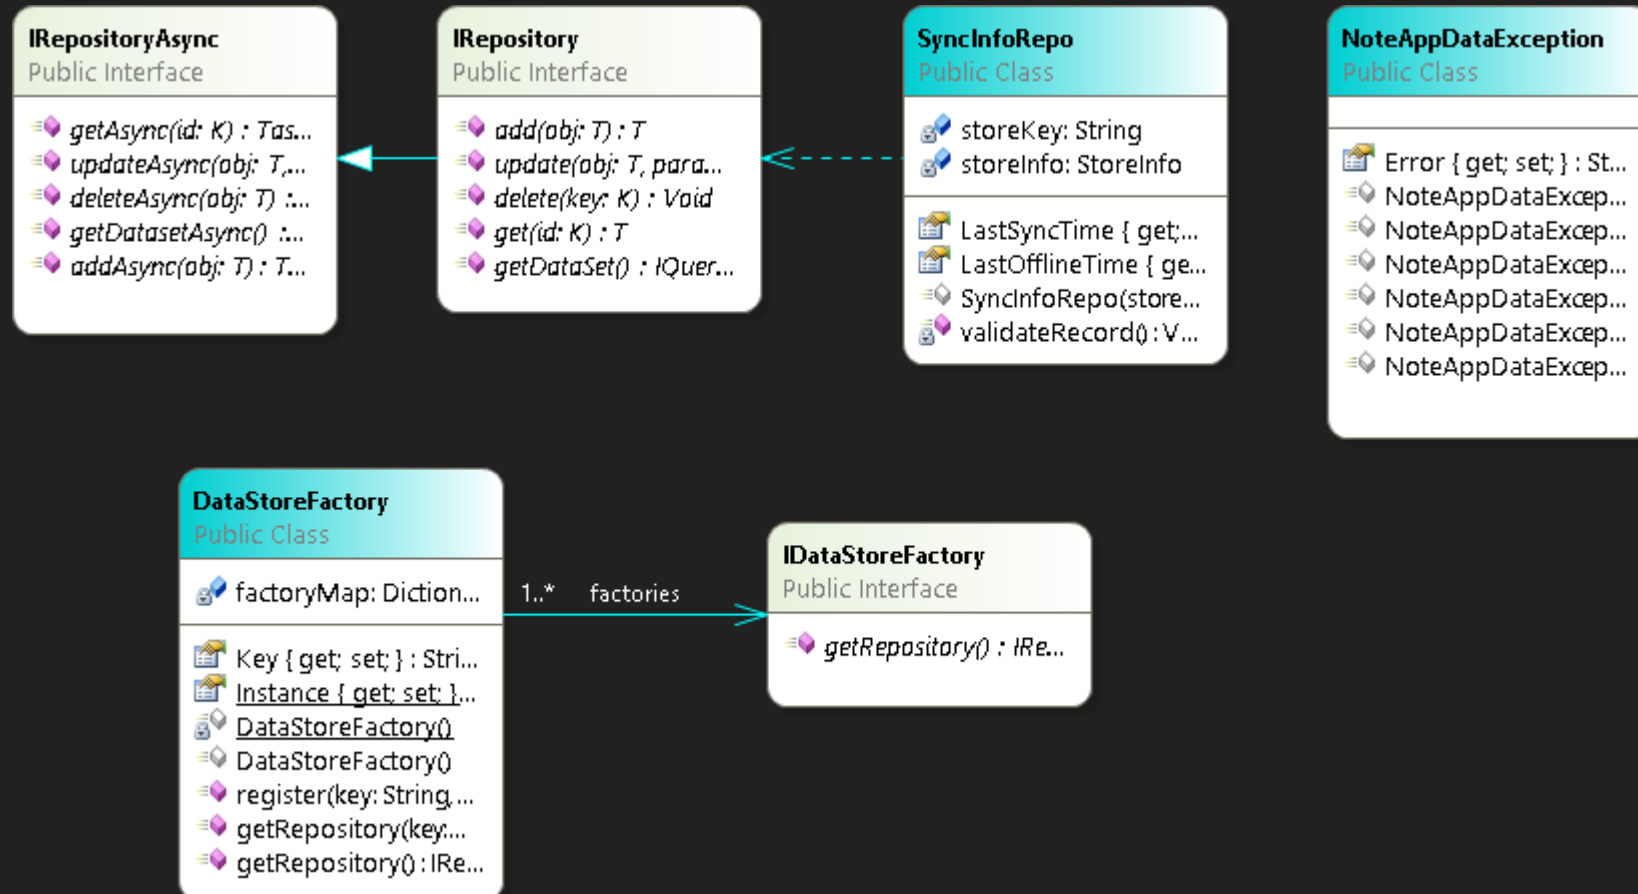 IRepositoryAsync
Public Interface
getAsync(id: K) : Tas...
updateAsync(obj: T,...
deleteAsync(obj: T) :...
getDatasetAsync() :...
addAsync(obj: T) : T...
IRepository
Public Interface
add(obj: T) : T
update(obj: T, para...
delete(key: K) : Void
get(id: K) : T
getDataSet() : IQuer...
SyncInfoRepo
Public Class
storeKey: String
storeInfo: StoreInfo
LastSyncTime { get;...
LastOfflineTime { ge...
SyncInfoRepo(store...
validateRecord() : V...
NoteAppDataException
Public Class
Error { get; set; } : St...
NoteAppDataExcep...
NoteAppDataExcep...
NoteAppDataExcep...
NoteAppDataExcep...
NoteAppDataExcep...
NoteAppDataExcep...
DataStoreFactory
Public Class
factoryMap: Diction...
Key { get; set; } : Stri...
Instance { get; set; }...
DataStoreFactory()
DataStoreFactory()
register(key: String,...
getRepository(key:...
getRepository() : IRe...
1..* factories
IDataStoreFactory
Public Interface
getRepository() : IRe...